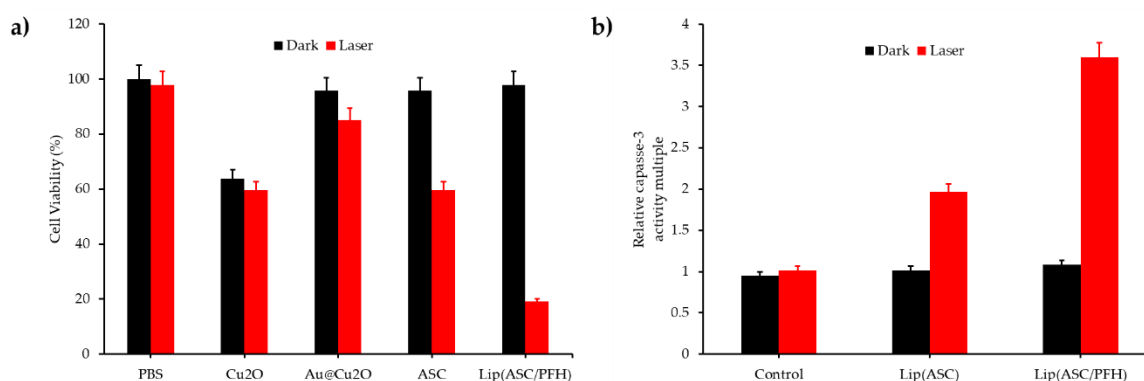 a)
120
100
80
60
40
20
0
Cell Viability (%)
Dark Laser
PBS Cu2O Au@Cu2O ASC Lip(ASC/PFH)
b)
4
3.5
3
2.5
2
1.5
1
0.5
0
Relative capasse-3
activity multiple
Dark Laser
Control Lip(ASC) Lip(ASC/PFH)